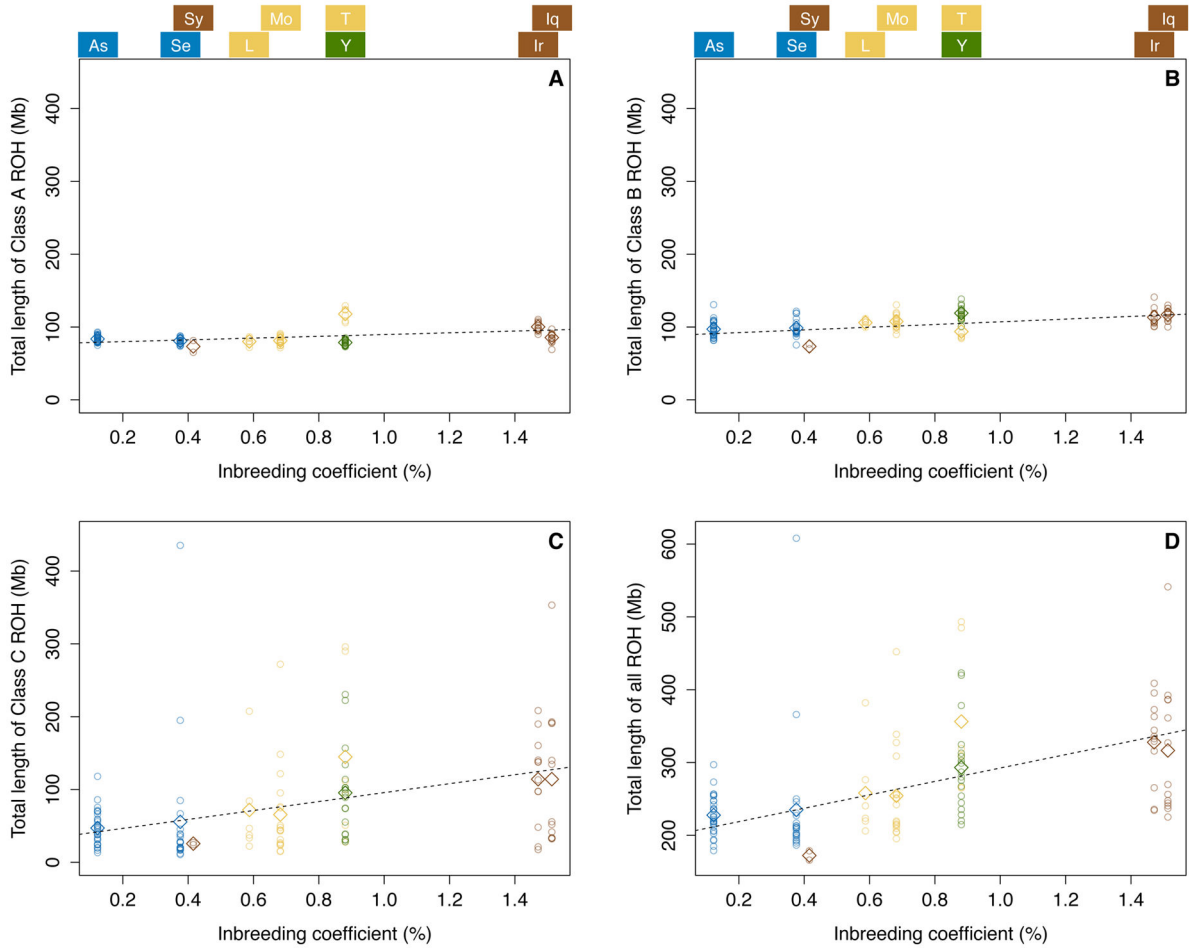 Sy Mo T Iq
As Se L Y Ir
A
Total length of Class A ROH (Mb)
400
300
200
100
0
0.2 0.4 0.6 0.8 1.0 1.2 1.4
Inbreeding coefficient (%)
Sy Mo T Iq
As Se L Y Ir
B
Total length of Class B ROH (Mb)
400
300
200
100
0
0.2 0.4 0.6 0.8 1.0 1.2 1.4
Inbreeding coefficient (%)
C
Total length of Class C ROH (Mb)
400
300
200
100
0
0.2 0.4 0.6 0.8 1.0 1.2 1.4
Inbreeding coefficient (%)
D
Total length of all ROH (Mb)
600
500
400
300
200
0.2 0.4 0.6 0.8 1.0 1.2 1.4
Inbreeding coefficient (%)